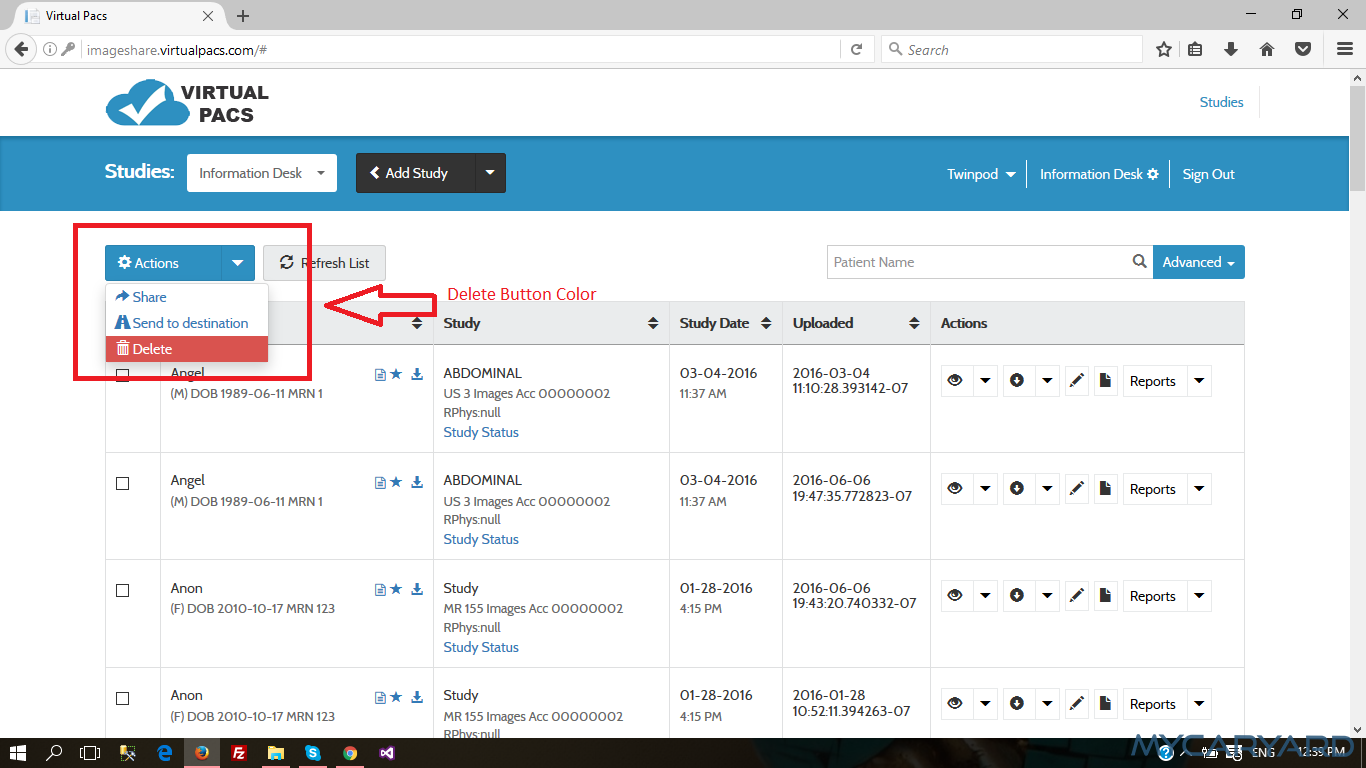 Virtual Pacs
imageshare.virtualpacs.com/#
Search
VIRTUAL
PACS
Studies
Studies:
Information Desk
Add Study
Twinpod
Information Desk
Sign Out
Actions
Refresh List
Patient Name
Advanced
Share
Send to destination
Delete
Delete Button Color
Study
Study Date
Uploaded
Actions
Angel
(M) DOB 1989-06-11 MRN 1
ABDOMINAL
US 3 Images Acc 00000002
RPhys:null
Study Status
03-04-2016
11:37 AM
2016-03-04
11:10:28.393142-07
Reports
Angel
(M) DOB 1989-06-11 MRN 1
ABDOMINAL
US 3 Images Acc 00000002
RPhys:null
Study Status
03-04-2016
11:37 AM
2016-06-06
19:47:35.772823-07
Reports
Anon
(F) DOB 2010-10-17 MRN 123
Study
MR 155 Images Acc 00000002
RPhys:null
Study Status
01-28-2016
4:15 PM
2016-06-06
19:43:20.740332-07
Reports
Anon
(F) DOB 2010-10-17 MRN 123
Study
MR 155 Images Acc 00000002
RPhys:null
01-28-2016
4:15 PM
2016-01-28
10:52:11.394263-07
Reports
ENG
12:39 PM
MYCARYARD